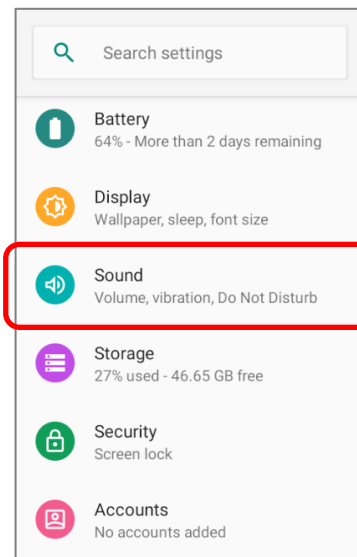 Search settings
Battery
64% - More than 2 days remaining
Display
Wallpaper, sleep, font size
Sound
Volume, vibration, Do Not Disturb
Storage
27% used - 46.65 GB free
Security
Screen lock
Accounts
No accounts added